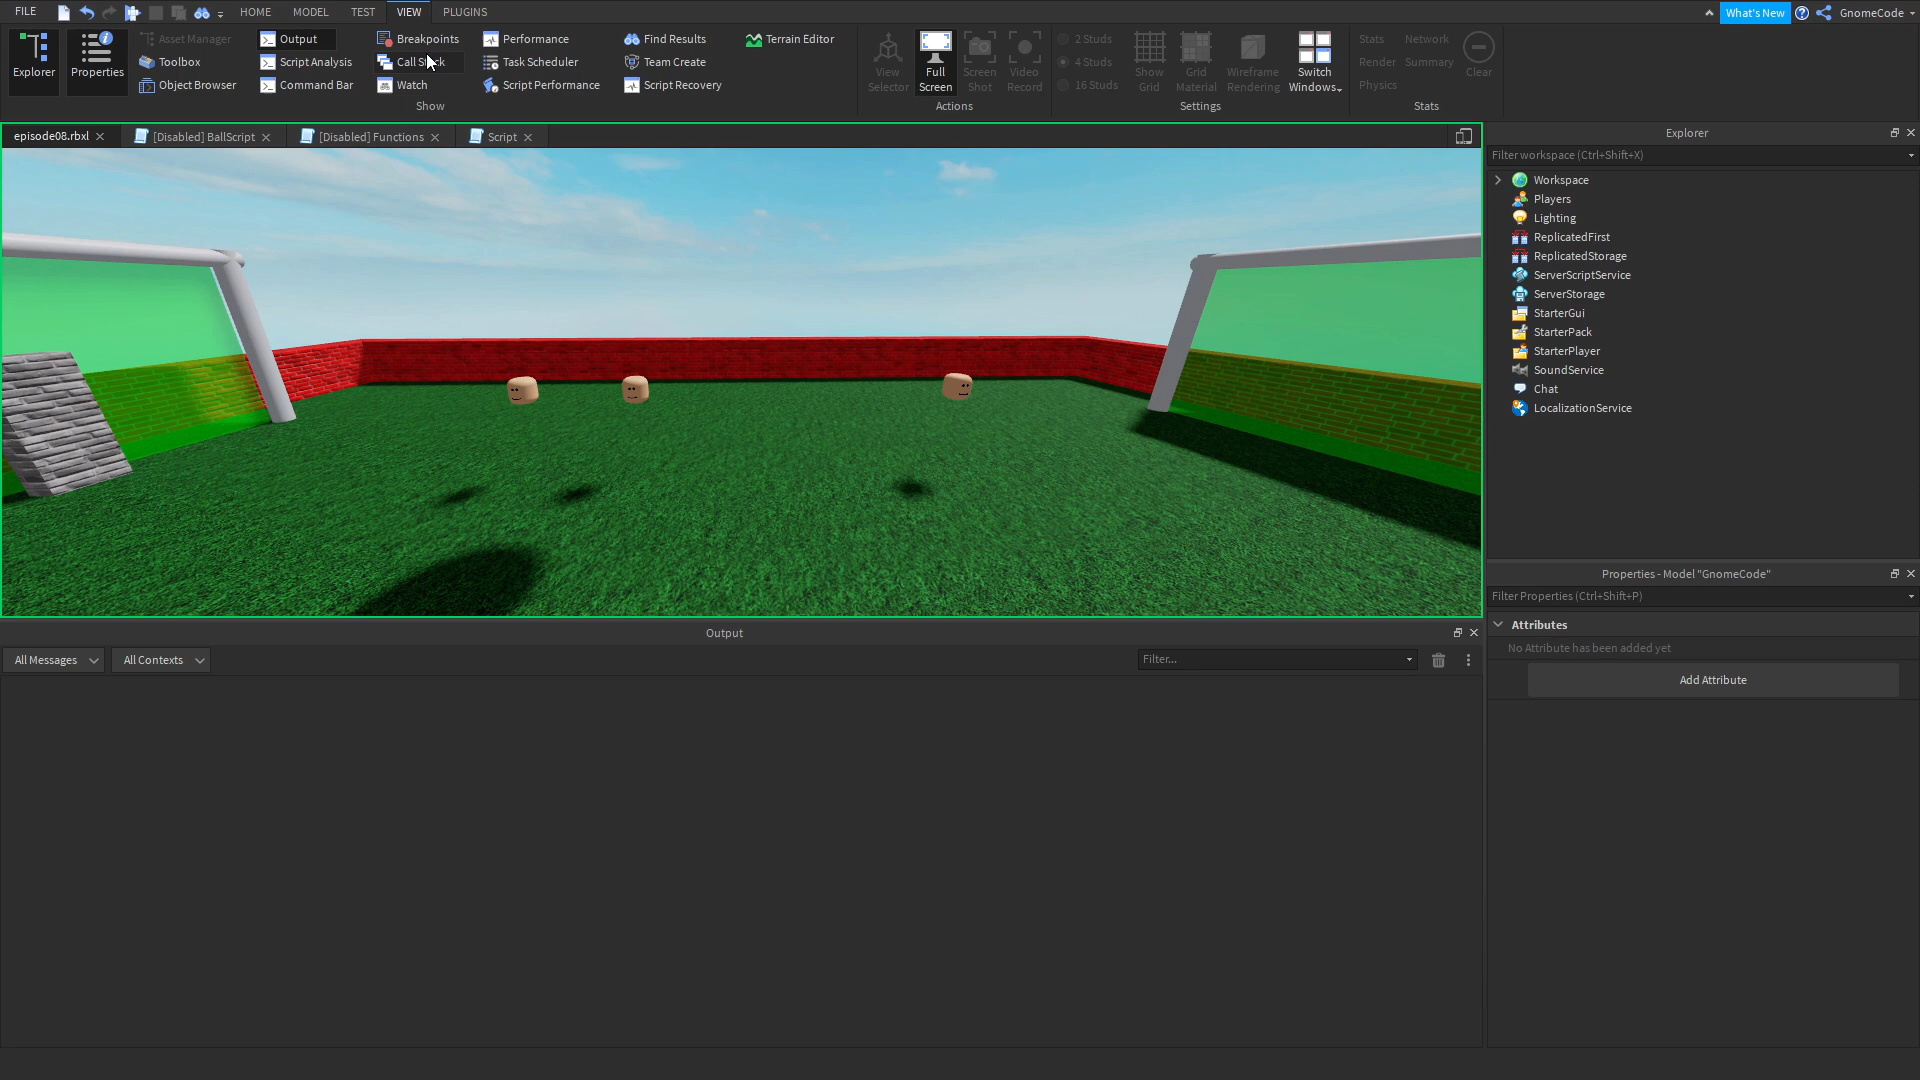 FILE HOME MODEL TEST VIEW PLUGINS What's New GnomeCode
Explorer
Properties
Asset Manager
Toolbox
Object Browser
Output
Script Analysis
Command Bar
Breakpoints
Call Stack
Watch
Performance
Task Scheduler
Script Performance
Find Results
Team Create
Script Recovery
Terrain Editor
Show
View
Selector
Full
Screen
Screen
Shot
Video
Record
Actions
2 Studs
4 Studs
16 Studs
Show
Grid
Grid
Material
Wireframe
Rendering
Switch
Windows
Settings
Stats
Network
Render
Summary
Physics
Clear
Stats
episode08.rbxl [Disabled] BallScript [Disabled] Functions Script
Explorer
Filter workspace (Ctrl+Shift+X)
Workspace
Players
Lighting
ReplicatedFirst
ReplicatedStorage
ServerScriptService
ServerStorage
StarterGui
StarterPack
StarterPlayer
SoundService
Chat
LocalizationService
Properties - Model "GnomeCode"
Filter Properties (Ctrl+Shift+P)
Attributes
No Attribute has been added yet
Add Attribute
Output
All Messages All Contexts Filter...